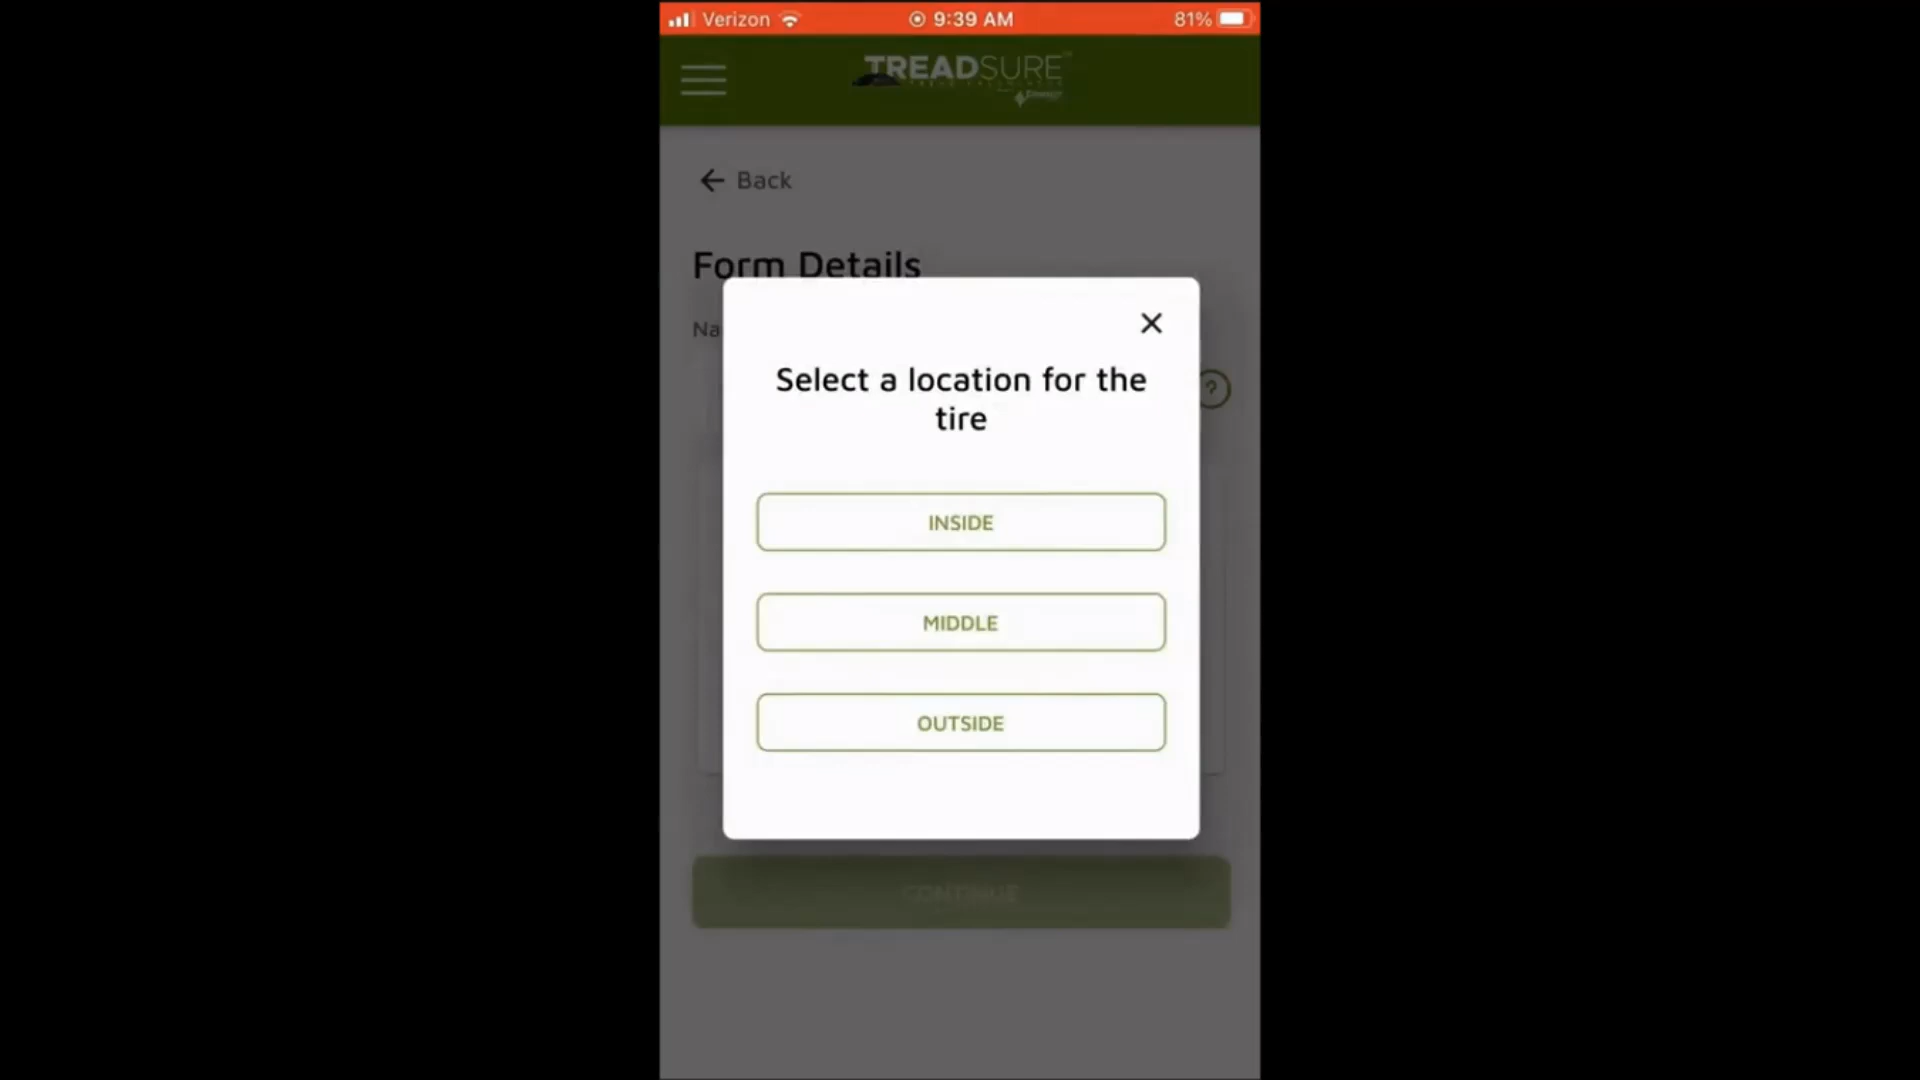 Verizon
9:39 AM
81%
TREADSURE
Back
Form Details
Na
?
Select a location for the
tire
INSIDE
MIDDLE
OUTSIDE
CONTINUE